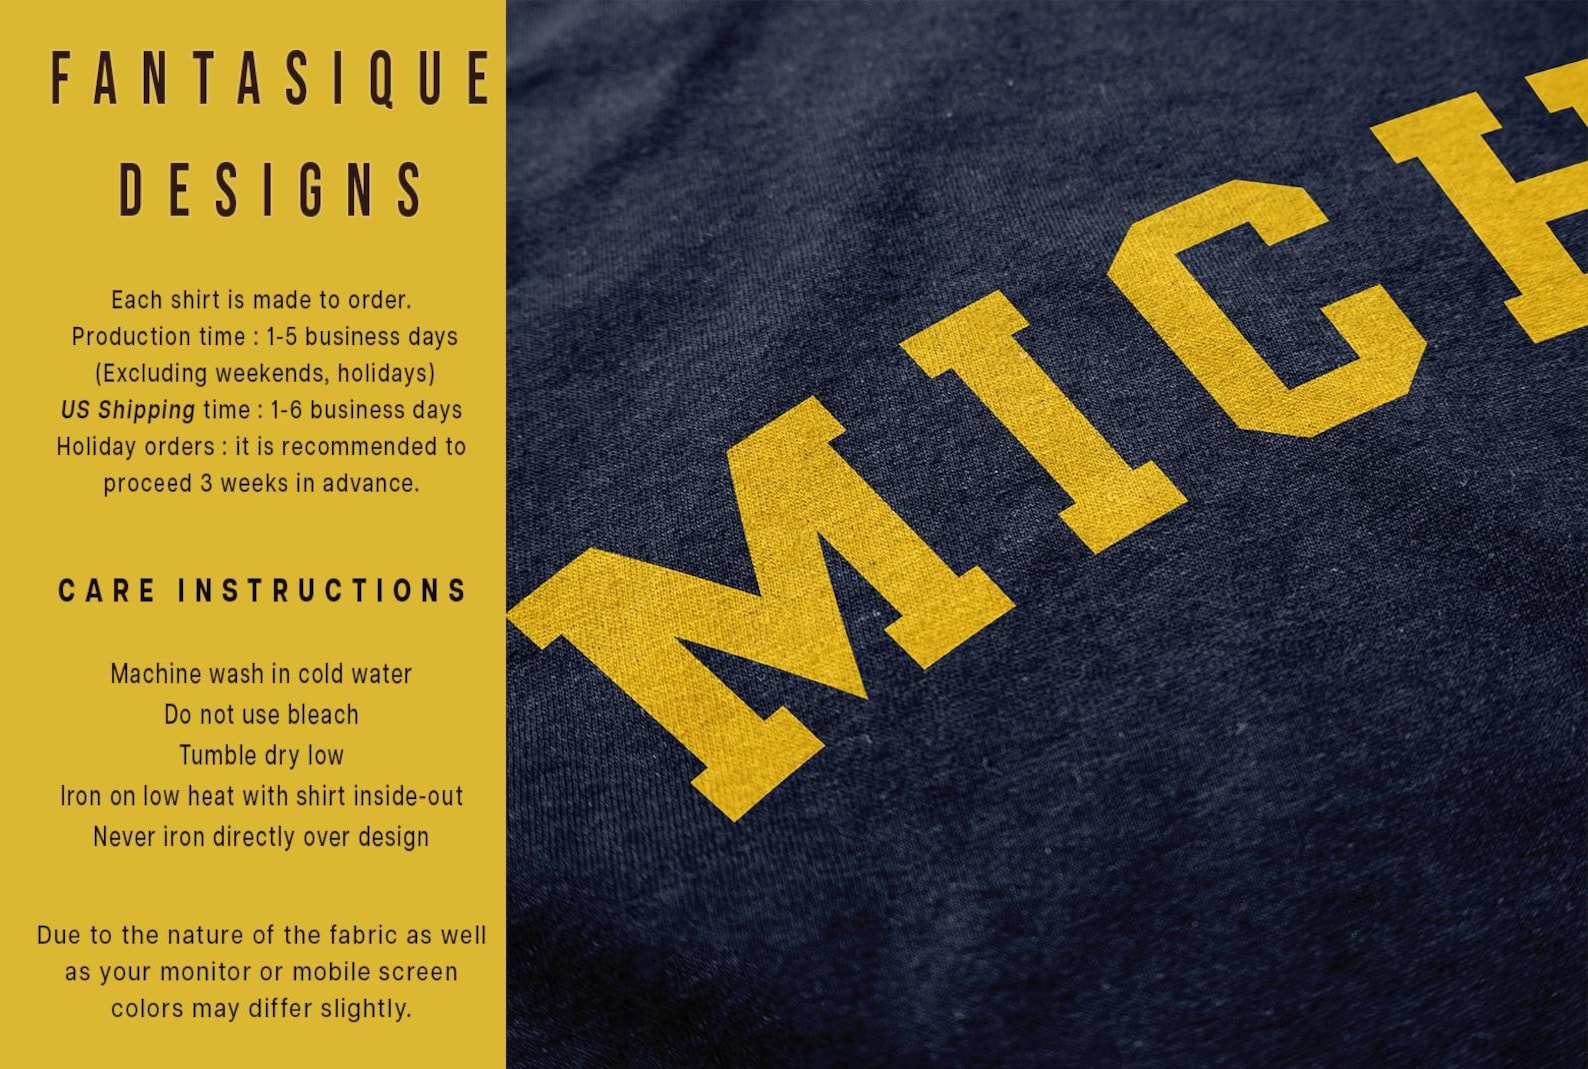 FANTASIQUE
DESIGNS
Each shirt is made to order.
Production time : 1-5 business days
(Excluding weekends, holidays)
US Shipping time : 1-6 business days
Holiday orders : it is recommended to
proceed 3 weeks in advance.
CARE INSTRUCTIONS
Machine wash in cold water
Do not use bleach
Tumble dry low
Iron on low heat with shirt inside-out
Never iron directly over design
Due to the nature of the fabric as well
as your monitor or mobile screen
colors may differ slightly.
MICH